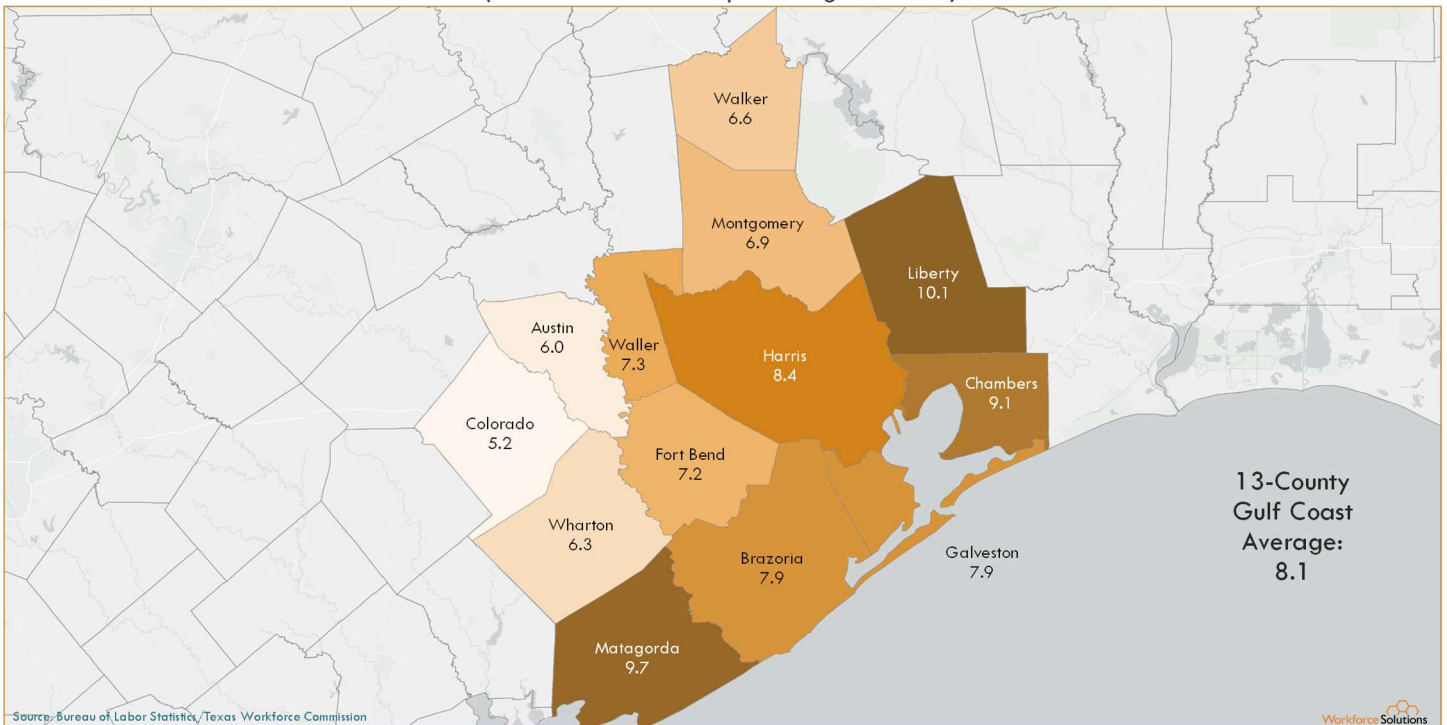 Walker
6.6
Montgomery
6.9
Liberty
10.1
Austin
6.0
Waller
7.3
Harris
8.4
Chambers
9.1
Colorado
5.2
Fort Bend
7.2
Wharton
6.3
Brazoria
7.9
Galveston
7.9
Matagorda
9.7
13-County
Gulf Coast
Average:
8.1
Source: Bureau of Labor Statistics/Texas Workforce Commission
Workforce Solutions